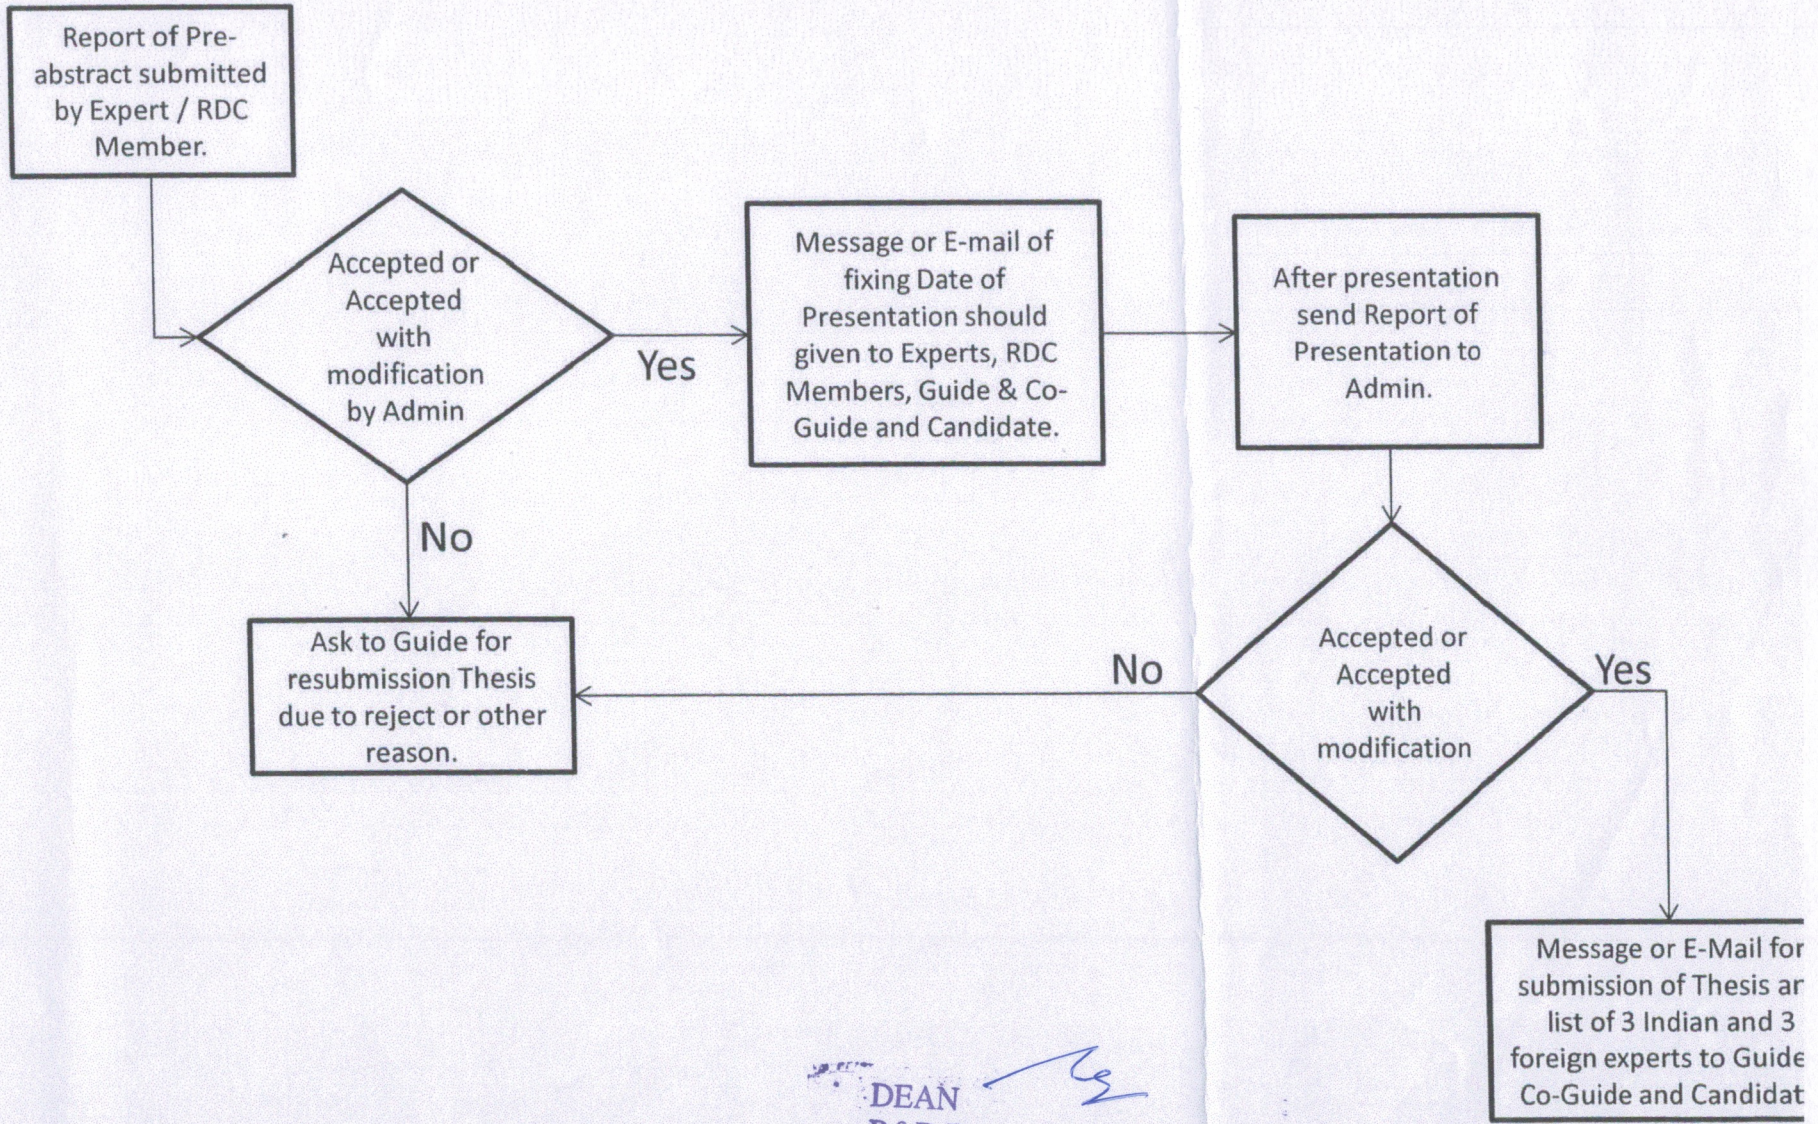 Report of Pre-
abstract submitted
by Expert / RDC
Member.
Accepted or
Accepted
with
modification
by Admin
Yes
No
Message or E-mail of
fixing Date of
Presentation should
given to Experts, RDC
Members, Guide & Co-
Guide and Candidate.
After presentation
send Report of
Presentation to
Admin.
Ask to Guide for
resubmission Thesis
due to reject or other
reason.
Accepted or
Accepted
with
modification
No
Yes
Message or E-Mail for
submission of Thesis
list of 3 Indian and 3
foreign experts to Guide
Co-Guide and
DEAN